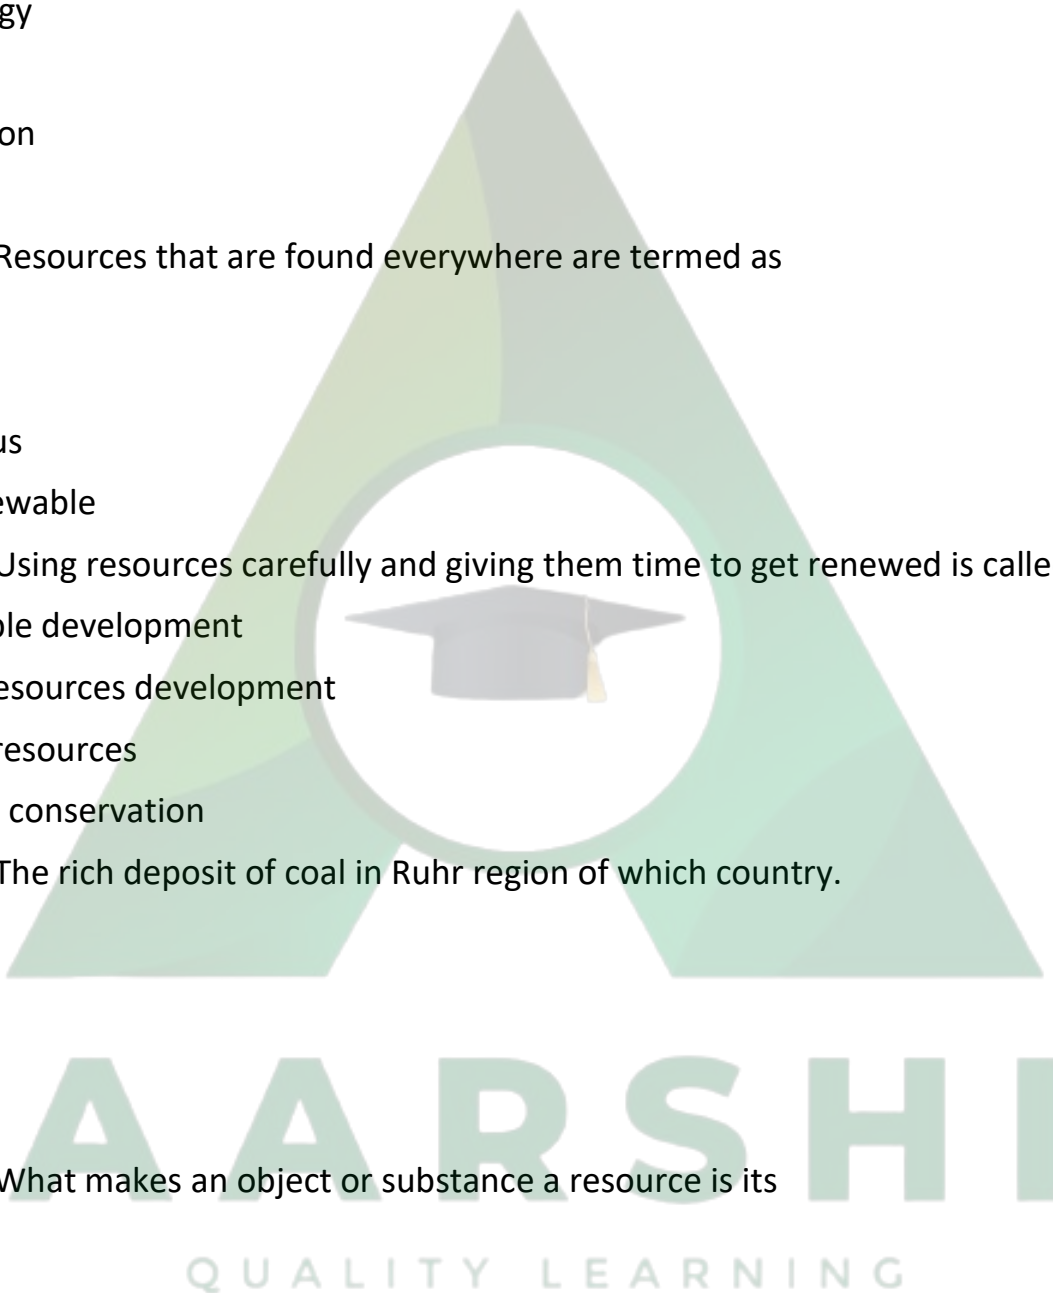 gy
on
Resources that are found everywhere are termed as
us
ewable
Using resources carefully and giving them time to get renewed is calle
ole development
esources development
resources
conservation
The rich deposit of coal in Ruhr region of which country.
AARSHI
What makes an object or substance a resource is its
QUALITY LEARNING